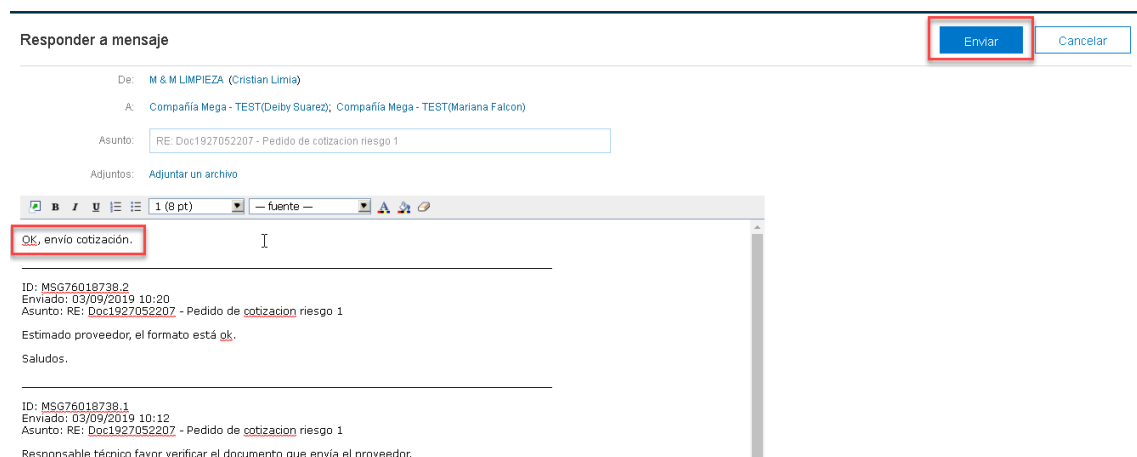 Responder a mensaje
Enviar
Cancelar
De: M & M LIMPIEZA (Cristian Limia)
A: Compañía Mega - TEST(Deiby Suarez); Compañía Mega - TEST(Mariana Falcon)
Asunto: RE: Doc1927052207 - Pedido de cotizacion riesgo 1
Adjuntos: Adjuntar un archivo
B I U 1 (8 pt) — fuente — A
OK, envío cotización.
ID: MSG76018738.2
Enviado: 03/09/2019 10:20
Asunto: RE: Doc1927052207 - Pedido de cotizacion riesgo 1
Estimado proveedor, el formato está ok.
Saludos.
ID: MSG76018738.1
Enviado: 03/09/2019 10:12
Asunto: RE: Doc1927052207 - Pedido de cotizacion riesgo 1
Responsable técnico favor verificar el documento que envía el proveedor.